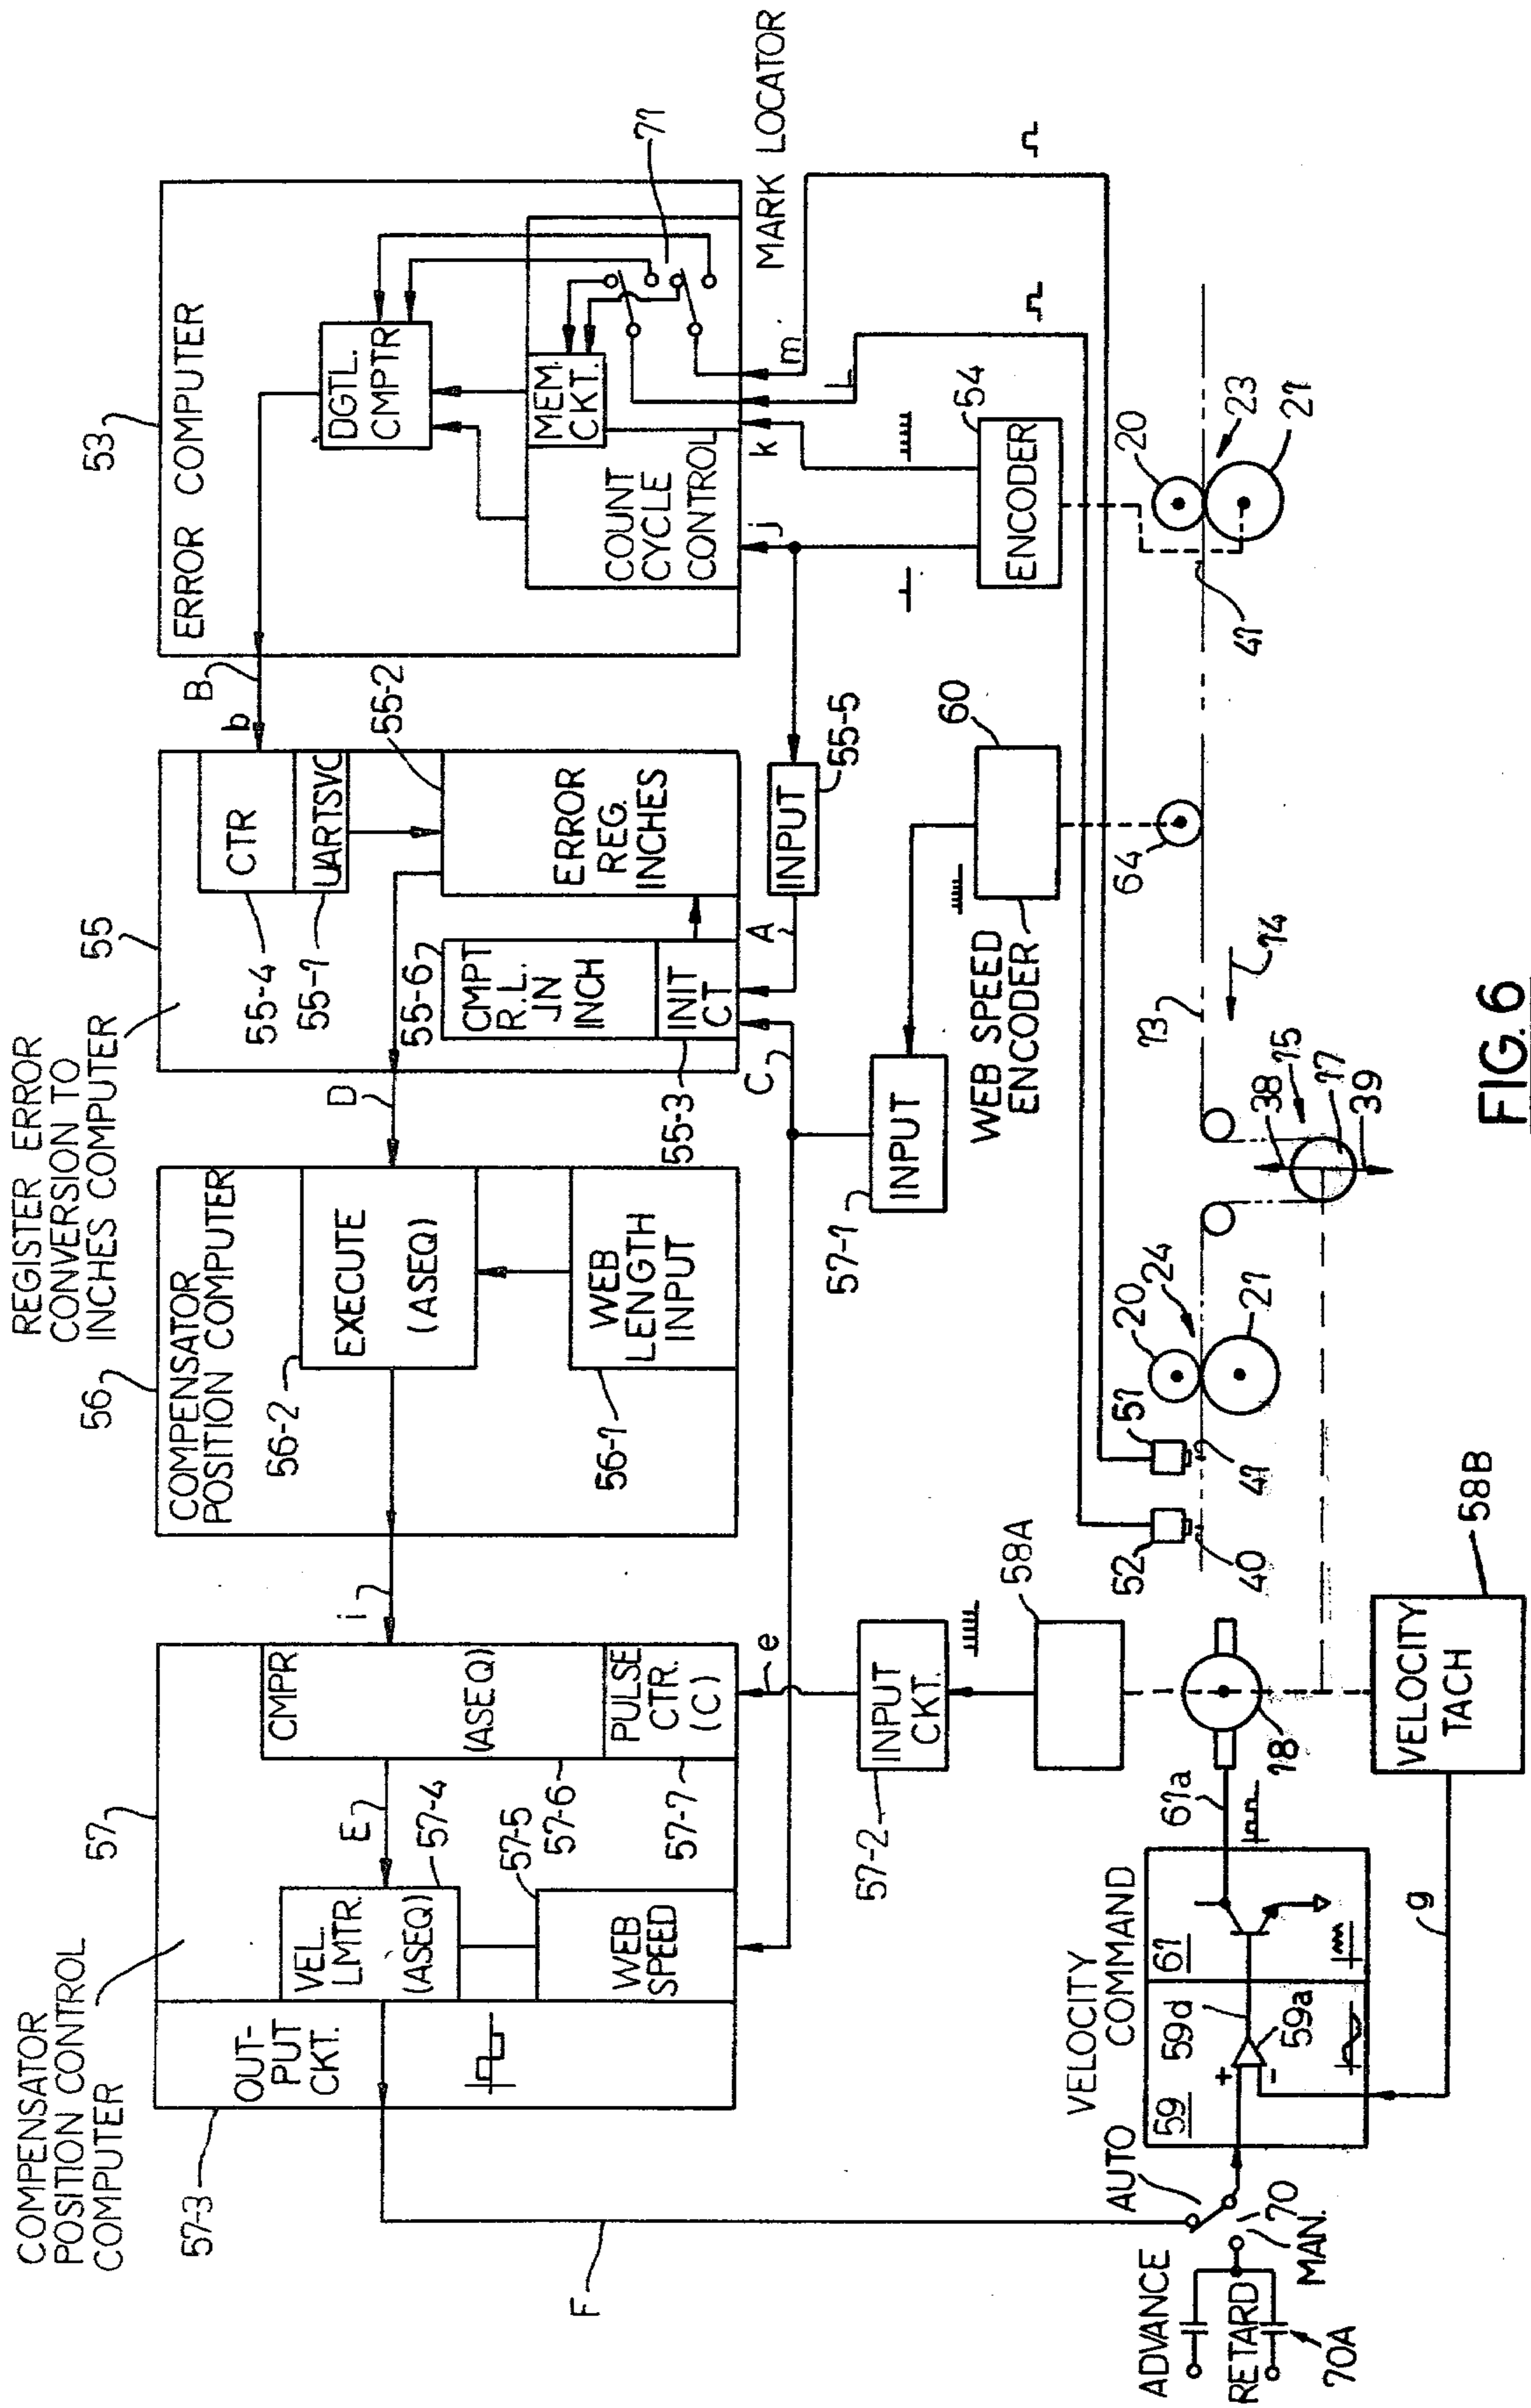 COMPENSATOR
POSITION CONTROL
COMPUTER
57
57-3
OUT-
PUT
CKT.
VEL.
LMTR.
(ASEQ)
57-4
E
57-5
WEB
SPEED
CMPR
(ASEQ)
57-6
PULSE
CTR.
(C)
57-7
F
i
56
COMPENSATOR
POSITION COMPUTER
56-2
EXECUTE
(ASEQ)
56-1
WEB
LENGTH
INPUT
D
REGISTER ERROR
CONVERSION TO
INCHES COMPUTER
55
CTR
55-4
UARTSVC
55-1
55-2
ERROR
REG.
INCHES
55-6
CMPT
R.L.
IN
INCH
INIT
CT
55-3
B
b
53
ERROR COMPUTER
DGTL.
CMPTR
MEM.
CKT.
COUNT
CYCLE
CONTROL
71
MARK LOCATOR
j
k
L
m
A
C
e
INPUT
55-5
INPUT
57-1
INPUT
CKT.
57-2
58A
60
WEB SPEED
ENCODER
ENCODER
54
ADVANCE
RETARD
70A
AUTO
70
MAN.
VELOCITY
COMMAND
59
59d
59a
+
-
61
61a
g
18
VELOCITY
TACH
58B
52
40
51
41
20
24
21
38
15
17
39
13
14
64
41
20
23
21
FIG. 6